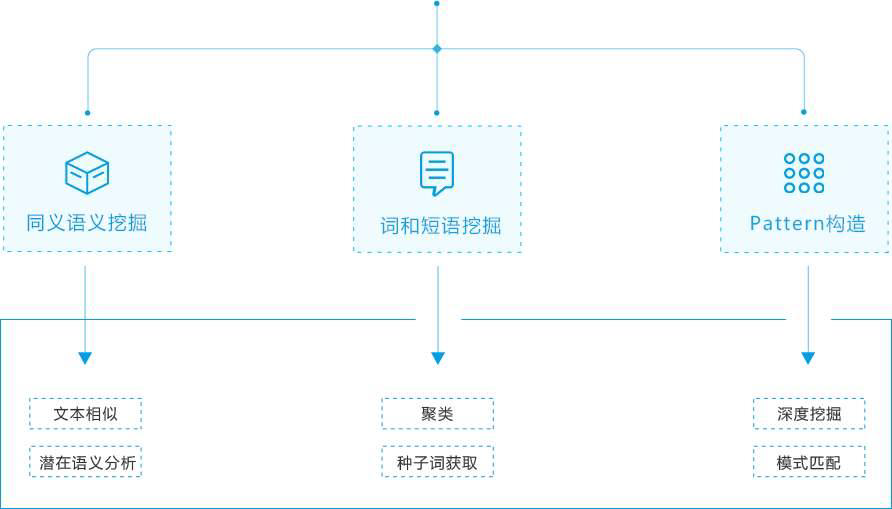 同义语义挖掘
词和短语挖掘
Pattern构造
文本相似
聚类
深度挖掘
潜在语义分析
种子词获取
模式匹配